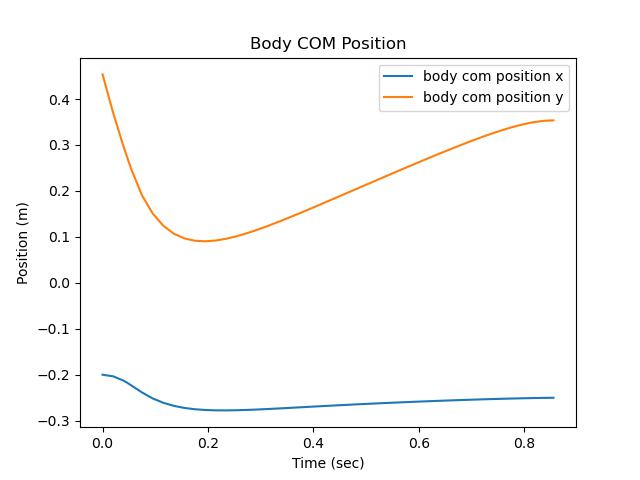 Body COM Position
body com position x
body com position y
0.4
0.3
0.2
0.1
0.0
−0.1
−0.2
−0.3
Position (m)
0.0 0.2 0.4 0.6 0.8
Time (sec)